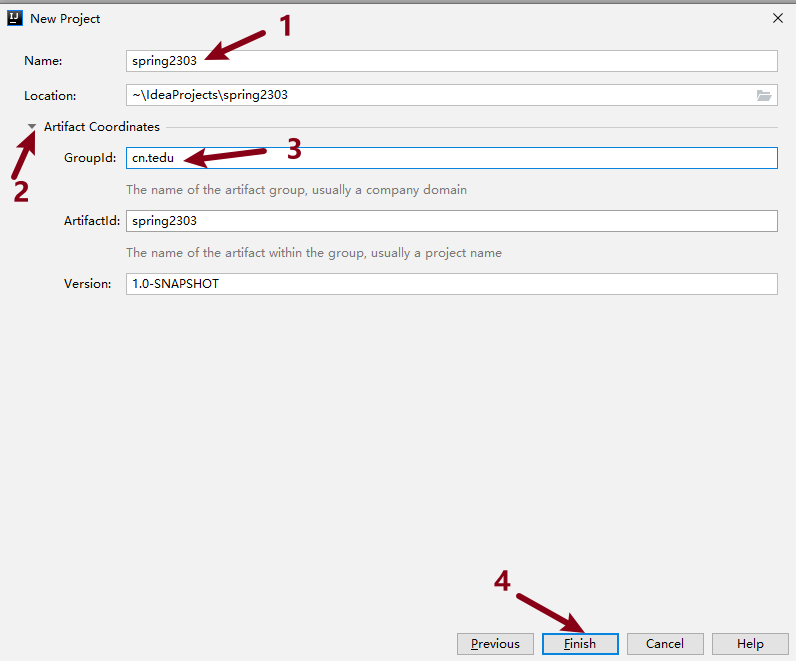 IJ New Project
1
Name: spring2303
Location: ~\IdeaProjects\spring2303
Artifact Coordinates
GroupId: cn.tedu
3
2
The name of the artifact group, usually a company domain
ArtifactId: spring2303
The name of the artifact within the group, usually a project name
Version: 1.0-SNAPSHOT
4
Previous Finish Cancel Help